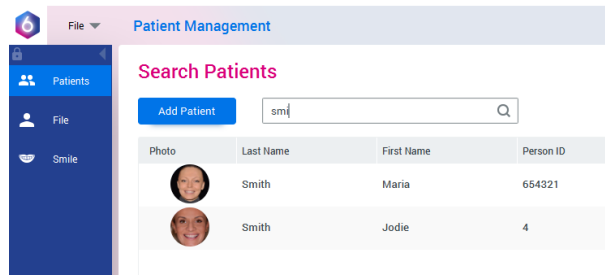 6
File
Patient Management
Patients
File
Smile
Search Patients
Add Patient
smi
Photo Last Name First Name Person ID
Smith Maria 654321
Smith Jodie 4